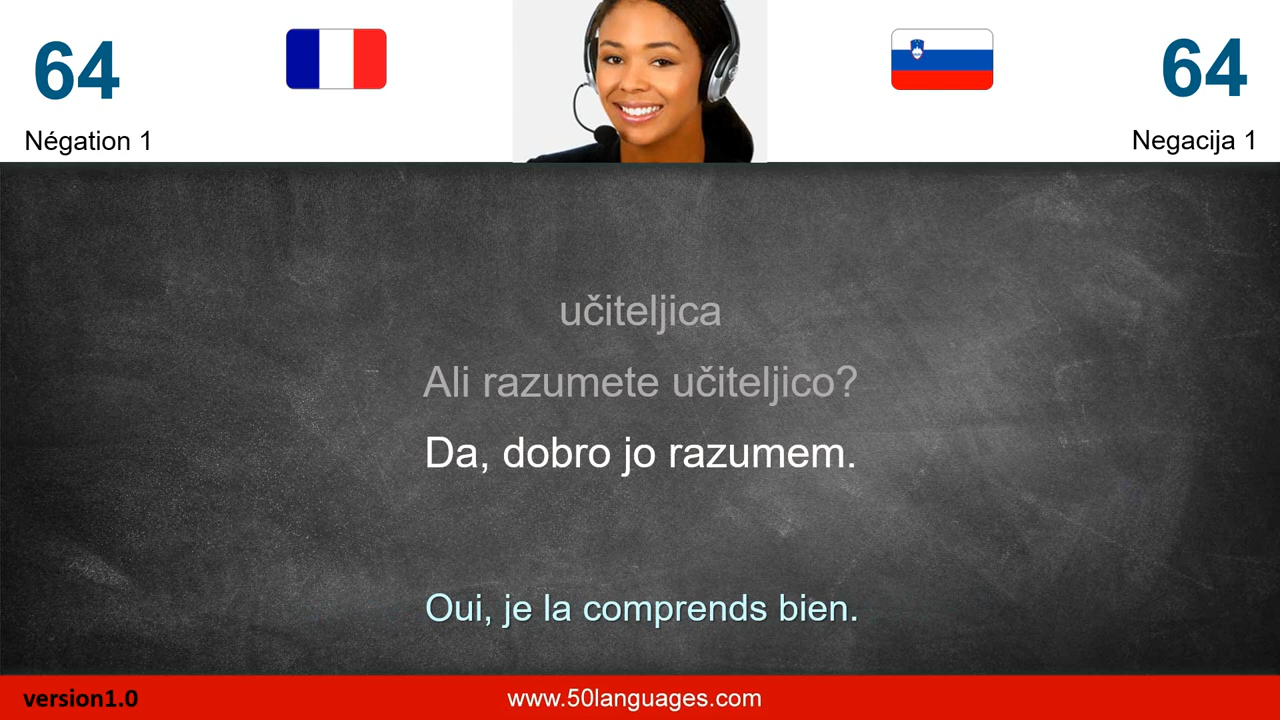 64
64
Négation 1
Negacija 1
učiteljica
Ali razumete učiteljico?
Da, dobro jo razumem.
Oui, je la comprends bien.
version1.0
www.50languages.com